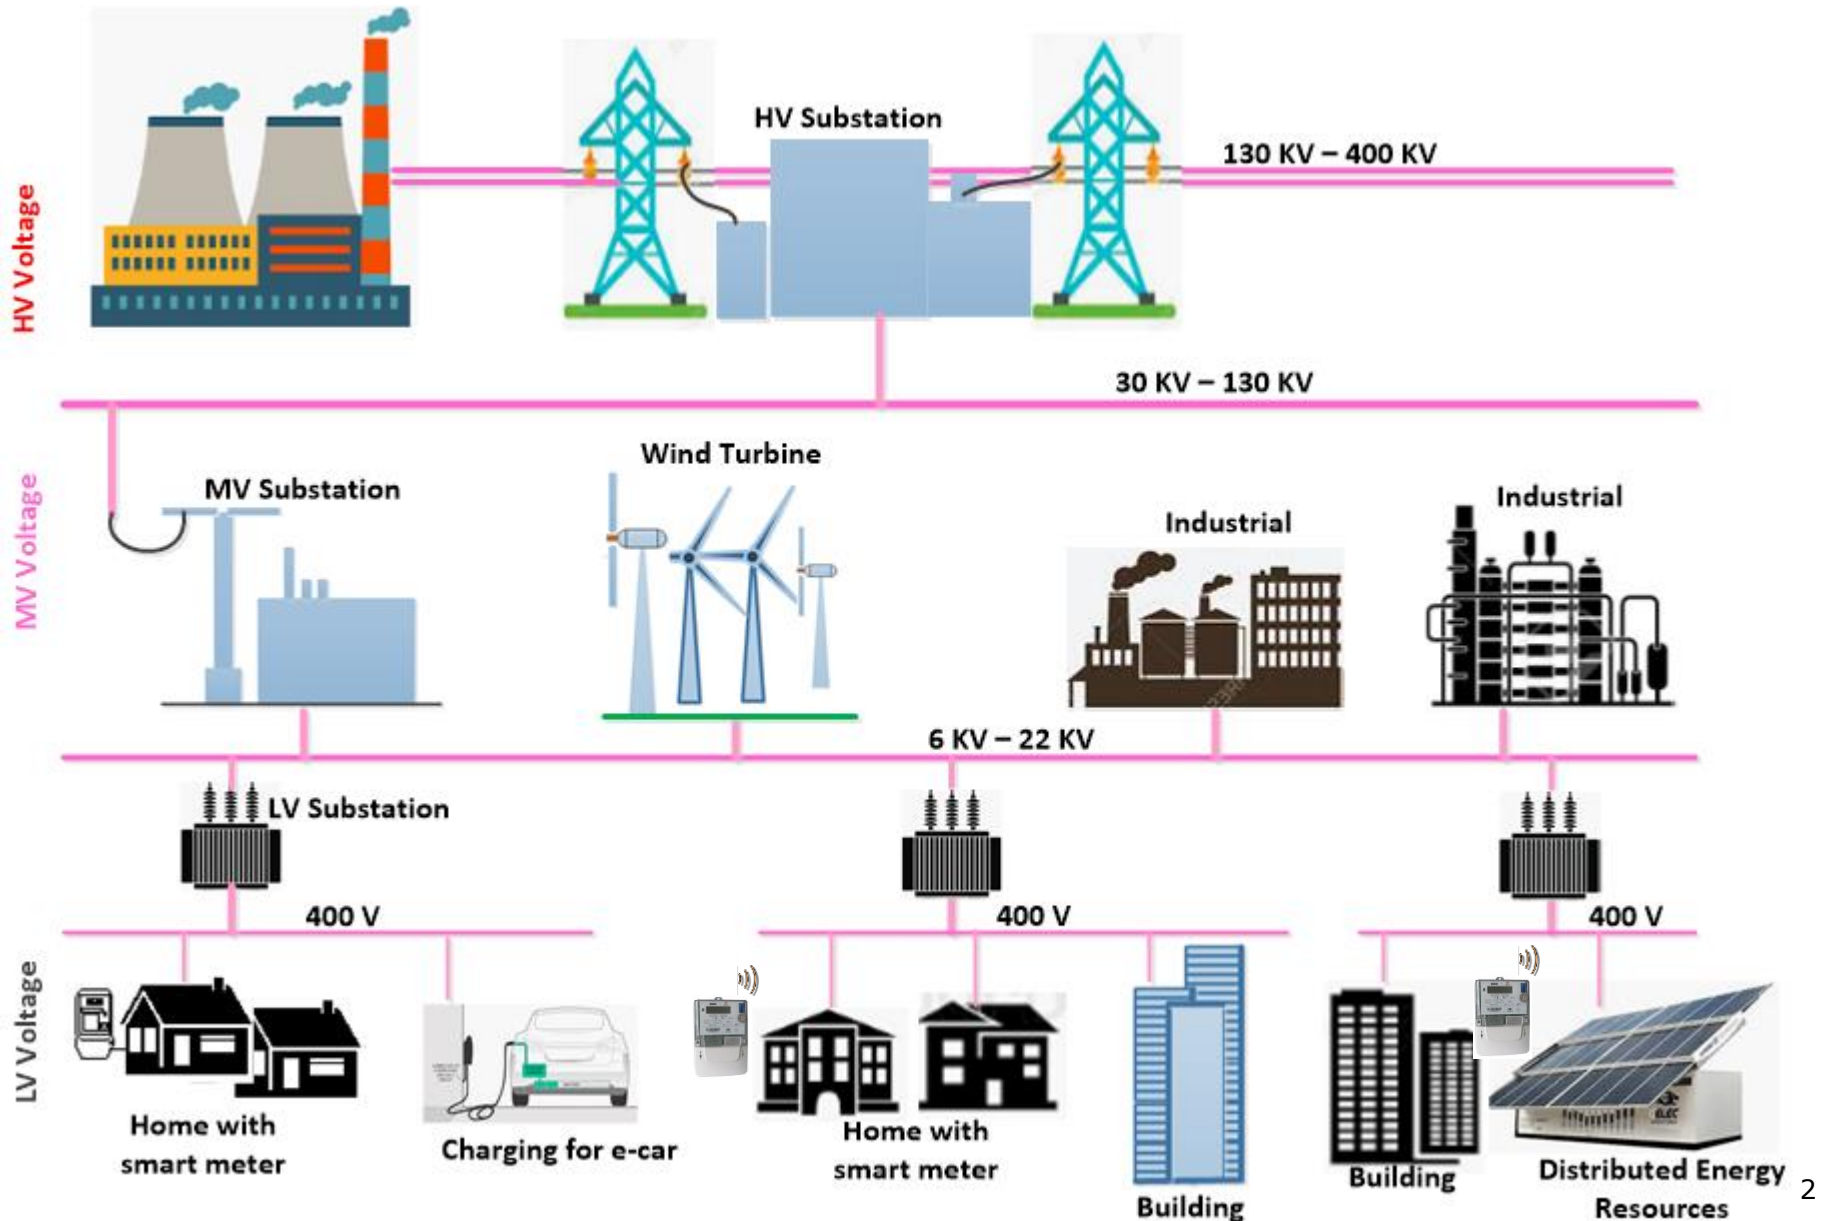 HV Voltage
HV Substation
130 KV – 400 KV
30 KV – 130 KV
MV Voltage
MV Substation
Wind Turbine
Industrial
Industrial
6 KV – 22 KV
LV Substation
LV Voltage
400 V
400 V
400 V
Home with
smart meter
Charging for e-car
Home with
smart meter
Building
Building
ELEC
Distributed Energy
Resources
2